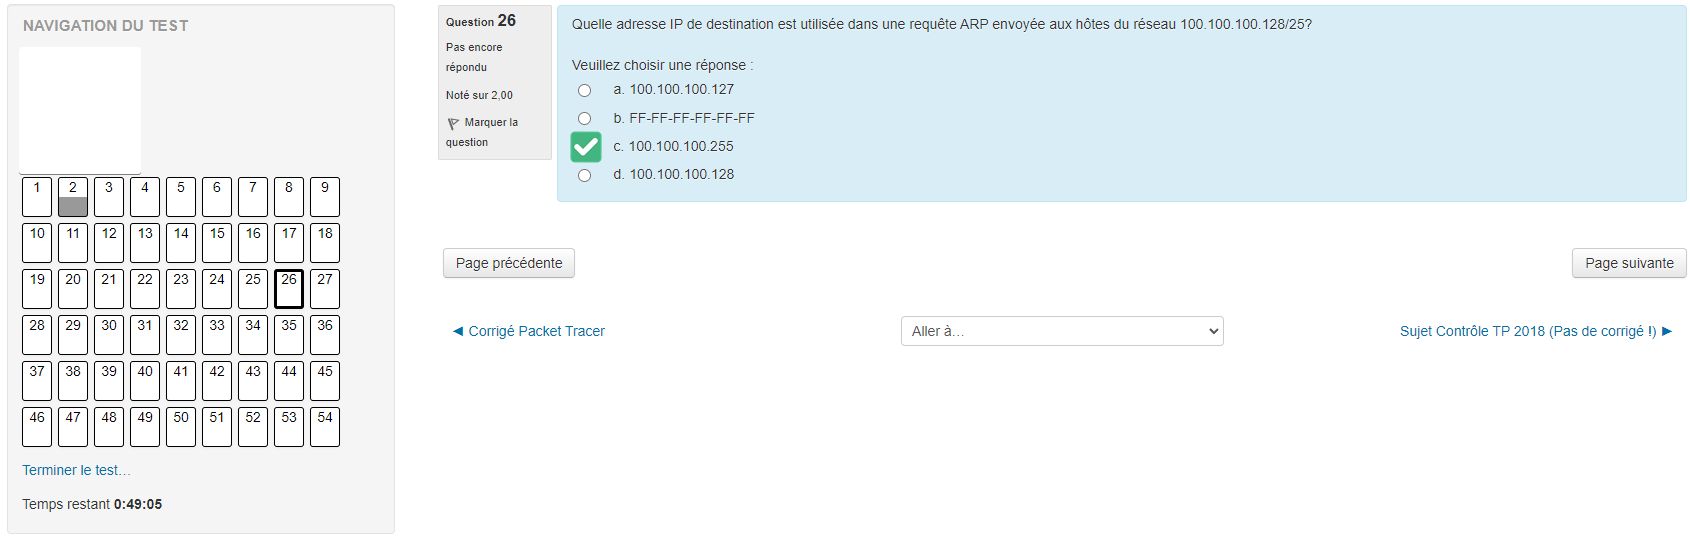 NAVIGATION DU TEST
1 2 3 4 5 6 7 8 9
10 11 12 13 14 15 16 17 18
19 20 21 22 23 24 25 26 27
28 29 30 31 32 33 34 35 36
37 38 39 40 41 42 43 44 45
46 47 48 49 50 51 52 53 54
Terminer le test…
Temps restant 0:49:05
Question 26
Pas encore
répondu
Noté sur 2,00
Marquer la
question
Quelle adresse IP de destination est utilisée dans une requête ARP envoyée aux hôtes du réseau 100.100.100.128/25?
Veuillez choisir une réponse :
a. 100.100.100.127
b. FF-FF-FF-FF-FF-FF
c. 100.100.100.255
d. 100.100.100.128
Page précédente
Page suivante
◄ Corrigé Packet Tracer
Aller à…
Sujet Contrôle TP 2018 (Pas de corrigé !) ►